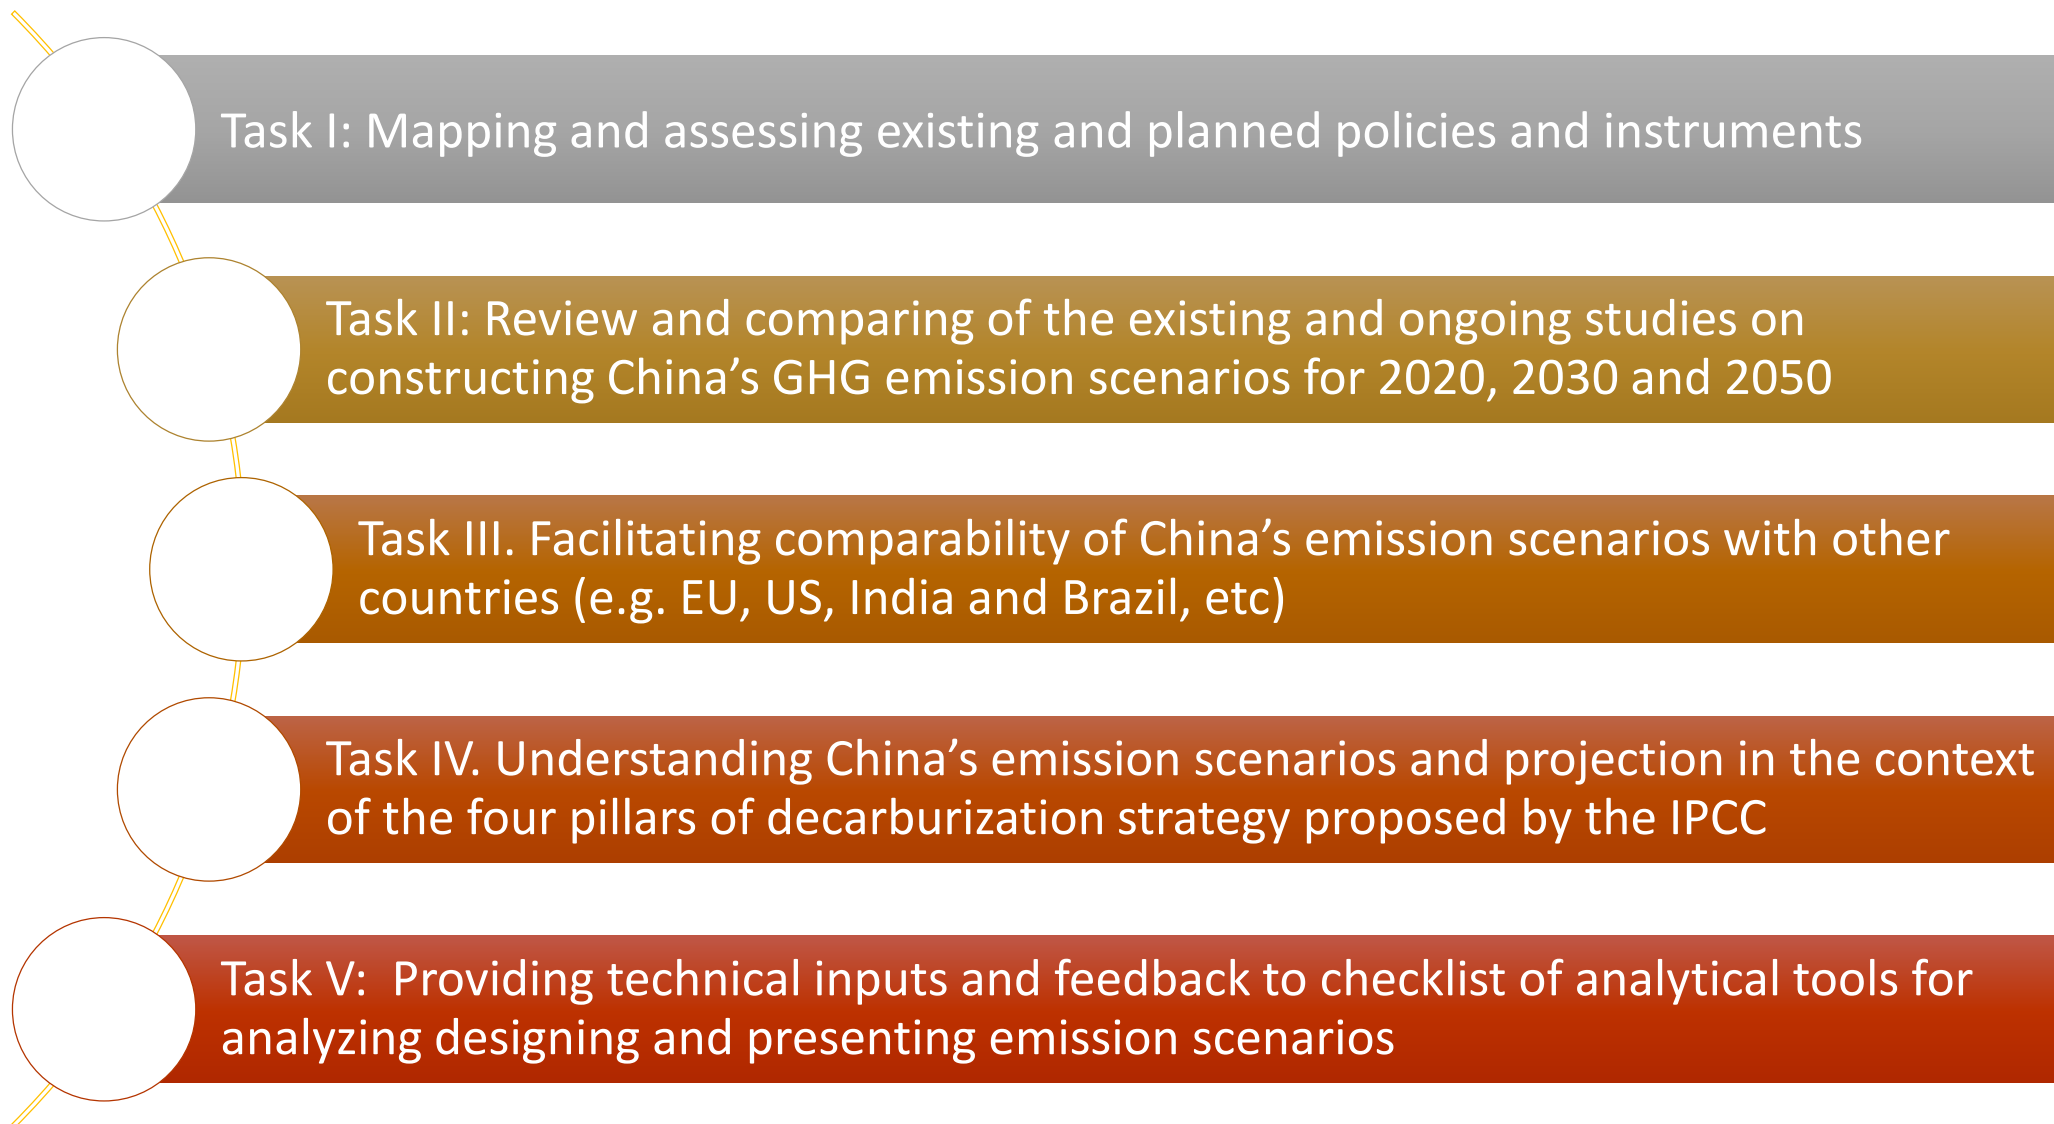 Task I: Mapping and assessing existing and planned policies and instruments
Task II: Review and comparing of the existing and ongoing studies on
constructing China’s GHG emission scenarios for 2020, 2030 and 2050
Task III. Facilitating comparability of China’s emission scenarios with other
countries (e.g. EU, US, India and Brazil, etc)
Task IV. Understanding China’s emission scenarios and projection in the context
of the four pillars of decarburization strategy proposed by the IPCC
Task V:  Providing technical inputs and feedback to checklist of analytical tools for
analyzing designing and presenting emission scenarios